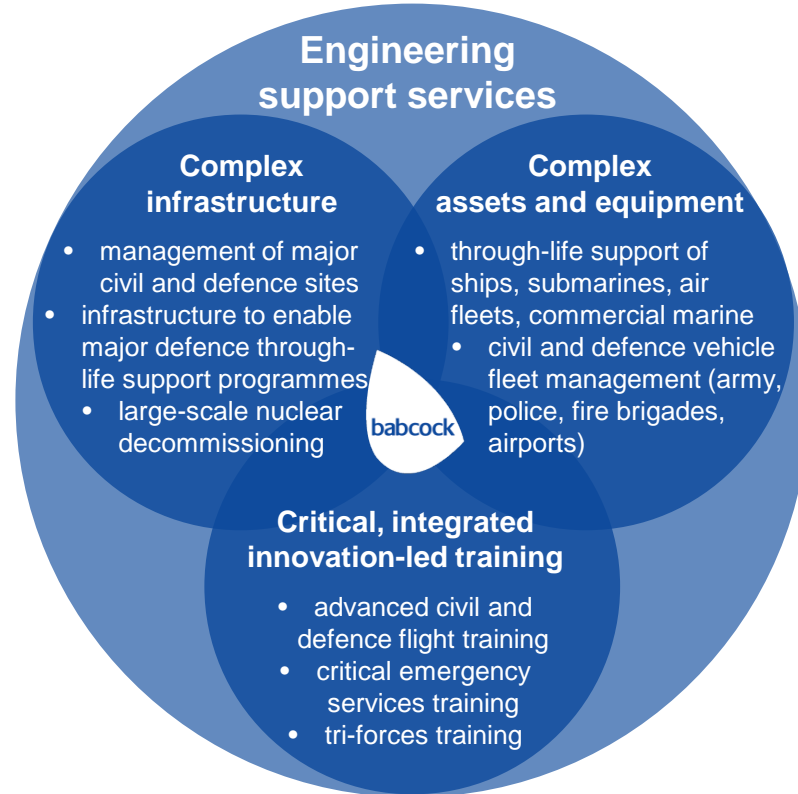 Engineering
support services
Complex
infrastructure
• management of major
civil and defence sites
• infrastructure to enable
major defence through-
life support programmes
• large-scale nuclear
decommissioning
Complex
assets and equipment
• through-life support of
ships, submarines, air
fleets, commercial marine
• civil and defence vehicle
fleet management (army,
police, fire brigades,
airports)
babcock
Critical, integrated
innovation-led training
• advanced civil and
defence flight training
• critical emergency
services training
• tri-forces training